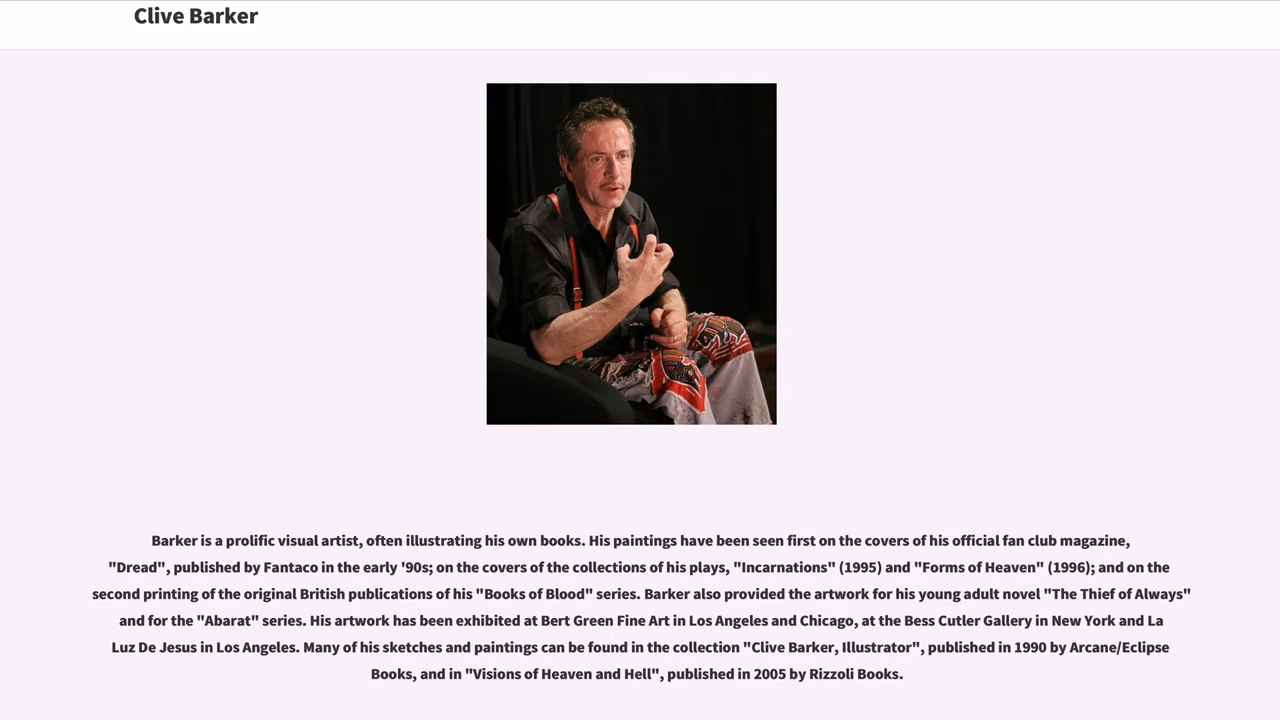 Clive Barker
Barker is a prolific visual artist, often illustrating his own books. His paintings have been seen first on the covers of his official fan club magazine,
"Dread", published by Fantaco in the early '90s; on the covers of the collections of his plays, "Incarnations" (1995) and "Forms of Heaven" (1996); and on the
second printing of the original British publications of his "Books of Blood" series. Barker also provided the artwork for his young adult novel "The Thief of Always"
and for the "Abarat" series. His artwork has been exhibited at Bert Green Fine Art in Los Angeles and Chicago, at the Bess Cutler Gallery in New York and La
Luz De Jesus in Los Angeles. Many of his sketches and paintings can be found in the collection "Clive Barker, Illustrator", published in 1990 by Arcane/Eclipse
Books, and in "Visions of Heaven and Hell", published in 2005 by Rizzoli Books.